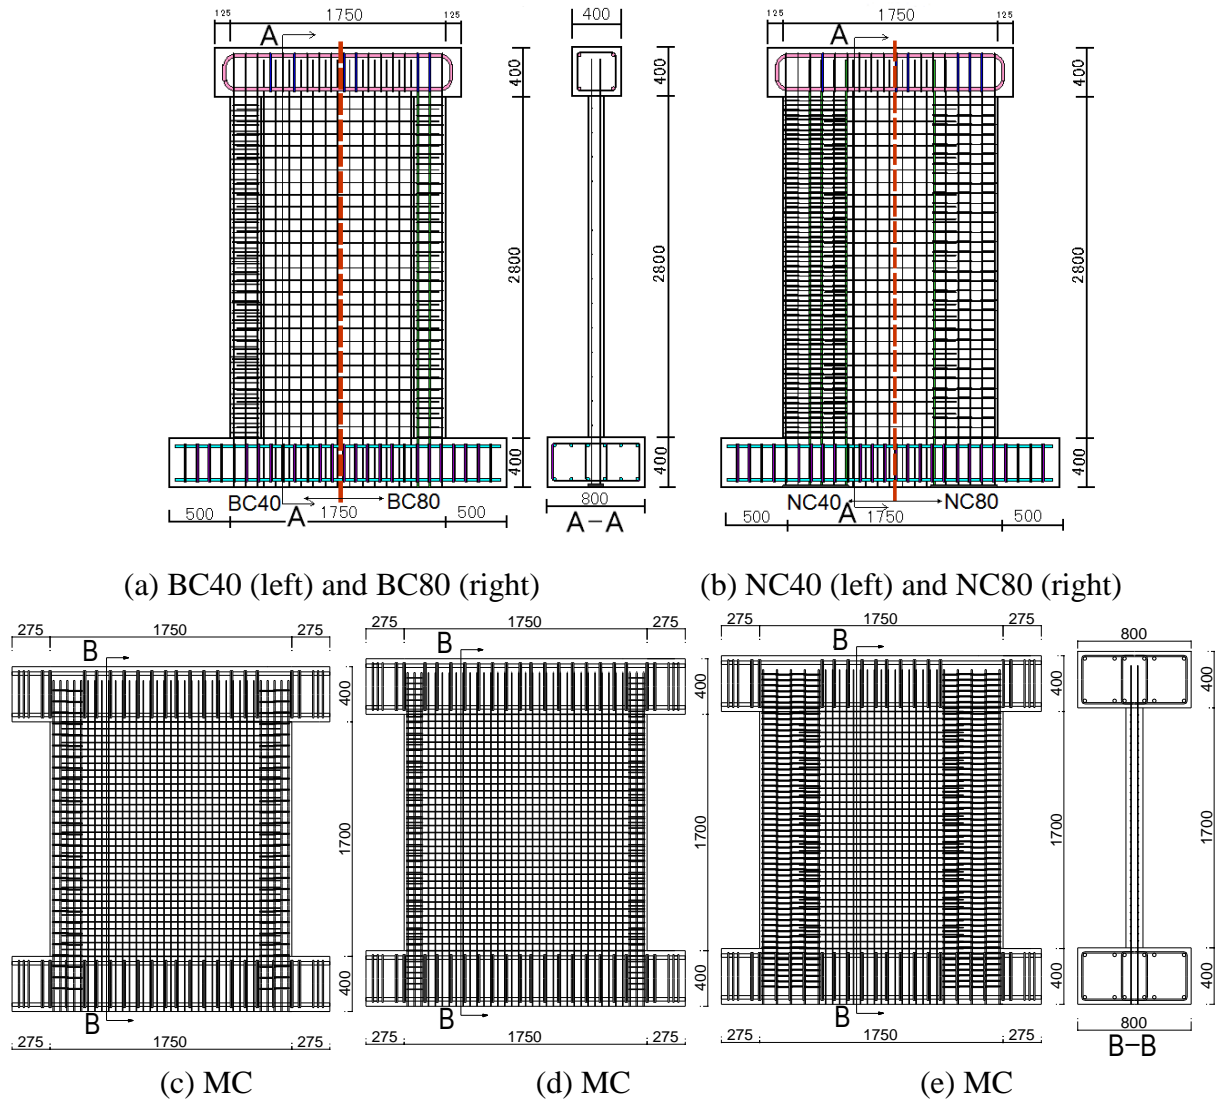 125 1750 125
A
400
2800
400
BC40 BC80
A
500 1750 500
400
400
2800
400
800
A-A
125 1750 125
A
400
2800
400
NC40 NC80
A
500 1750 500
(a) BC40 (left) and BC80 (right)
(b) NC40 (left) and NC80 (right)
275 1750 275
B
400
1700
400
B
275 1750 275
(c) MC
275 1750 275
B
400
1700
400
B
275 1750 275
(d) MC
275 1750 275
B
400
1700
400
B
275 1750 275
(e) MC
800
400
1700
400
800
B-B